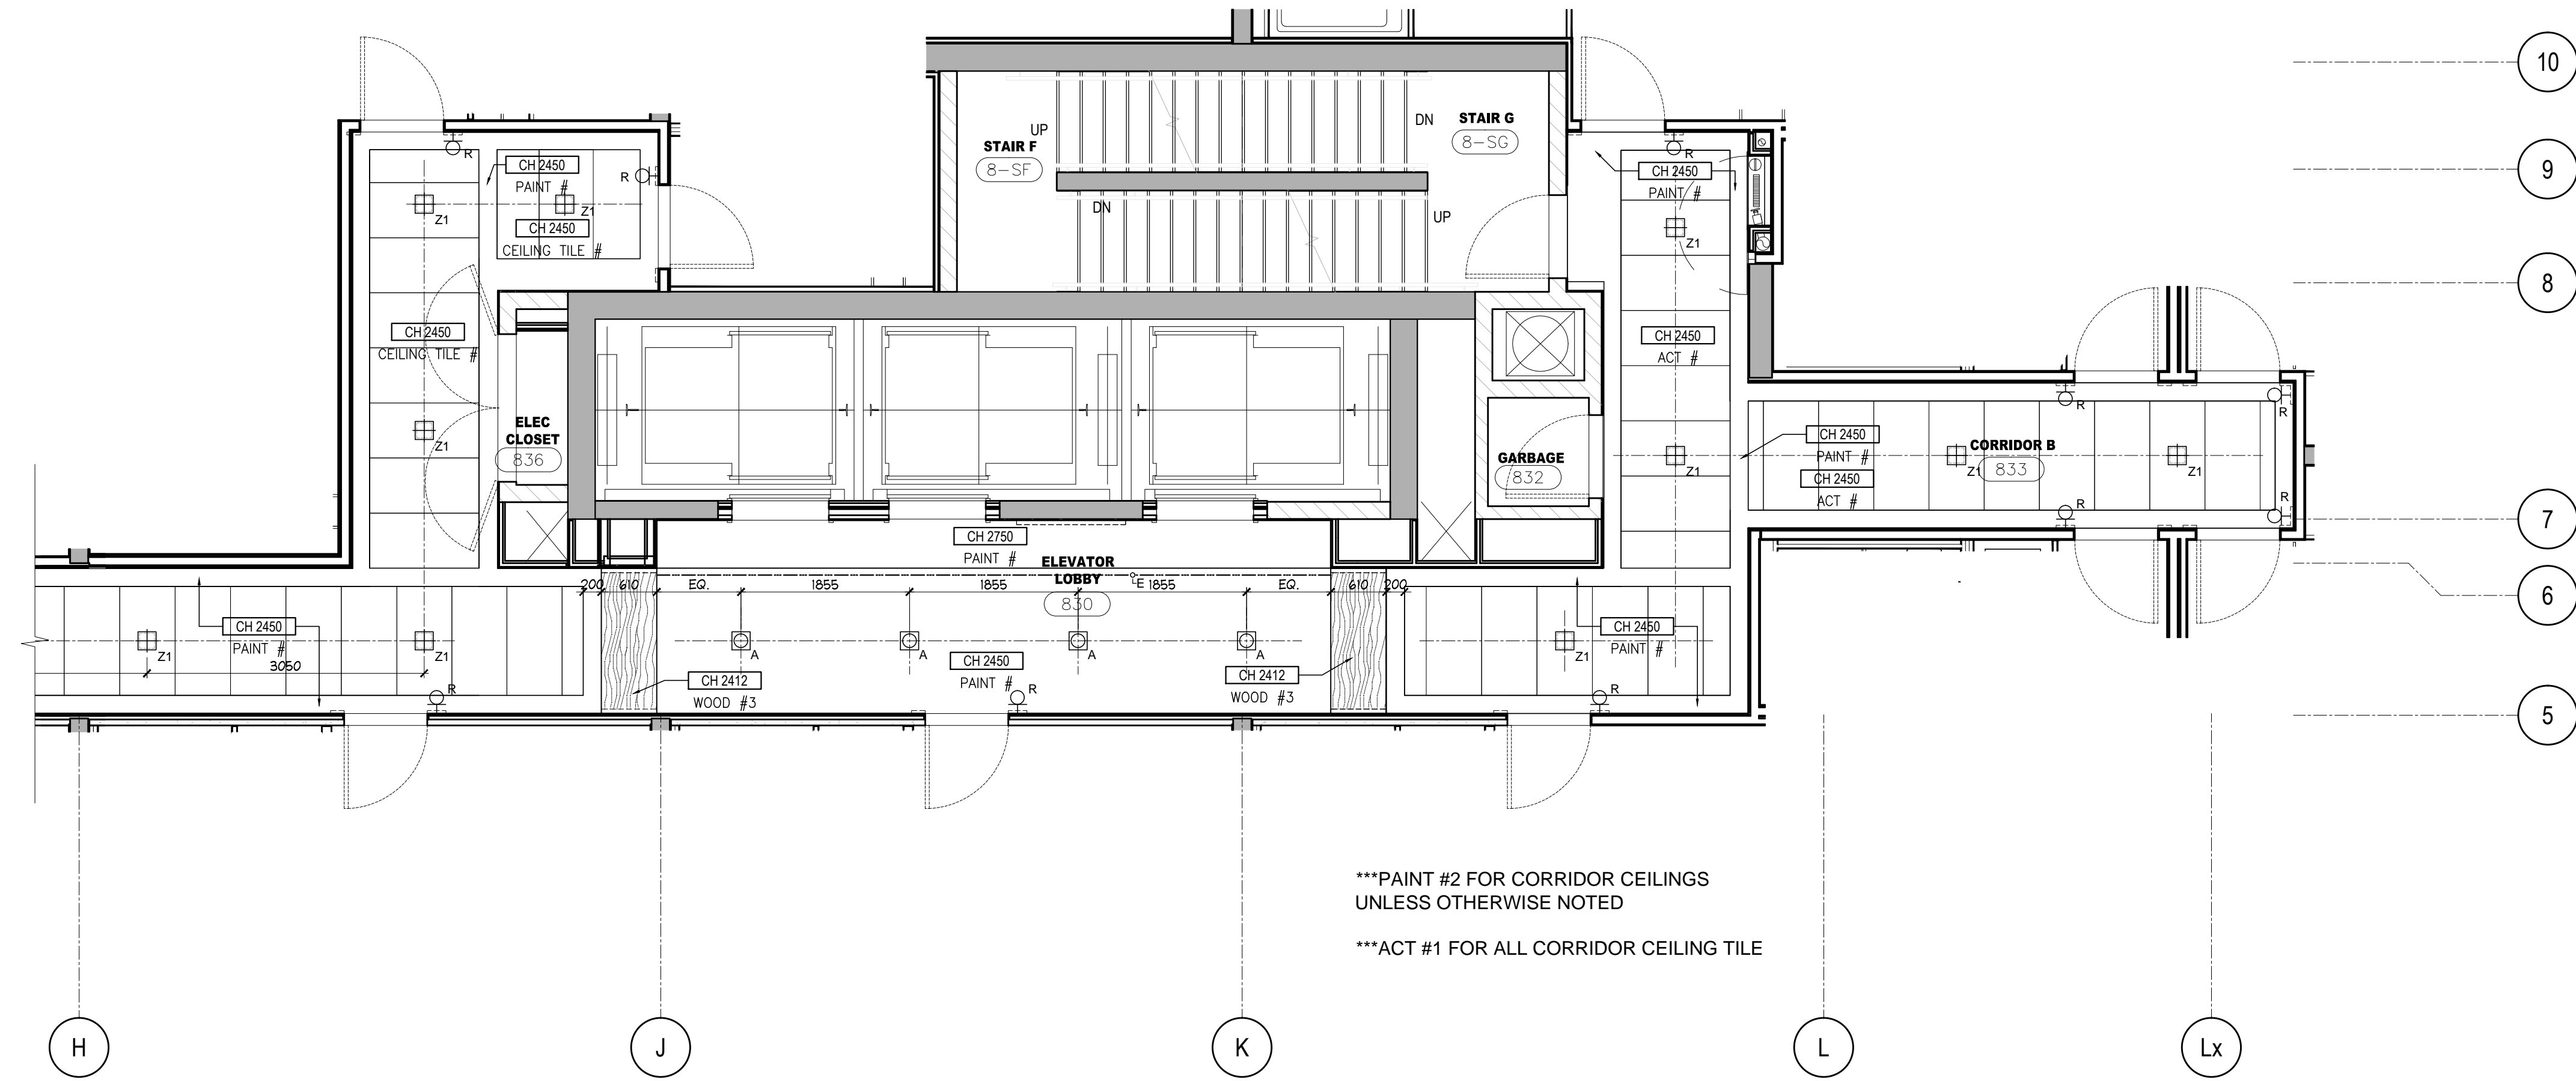 10
9
8
7
6
5
UP
STAIR F
8-SF
DN
STAIR G
8-SG
DN
UP
R
CH 2450
PAINT #
R
Z1
Z1
CH 2450
CEILING TILE #
CH 2450
CEILING TILE #
Z1
ELEC
CLOSET
836
R
CH 2450
PAINT #
Z1
CH 2450
ACT #
GARBAGE
832
Z1
CH 2450
PAINT #
CH 2450
ACT #
CORRIDOR B
Z1
833
Z1
R
R
R
R
CH 2750
PAINT #
ELEVATOR
LOBBY
E
830
200
610
EQ.
1855
1855
1855
EQ.
610
200
CH 2450
PAINT #
3050
Z1
Z1
A
A
A
A
CH 2450
PAINT #
CH 2412
WOOD #3
CH 2412
WOOD #3
R
R
R
CH 2450
PAINT #
Z1
***PAINT #2 FOR CORRIDOR CEILINGS
UNLESS OTHERWISE NOTED
***ACT #1 FOR ALL CORRIDOR CEILING TILE
H
J
K
L
Lx